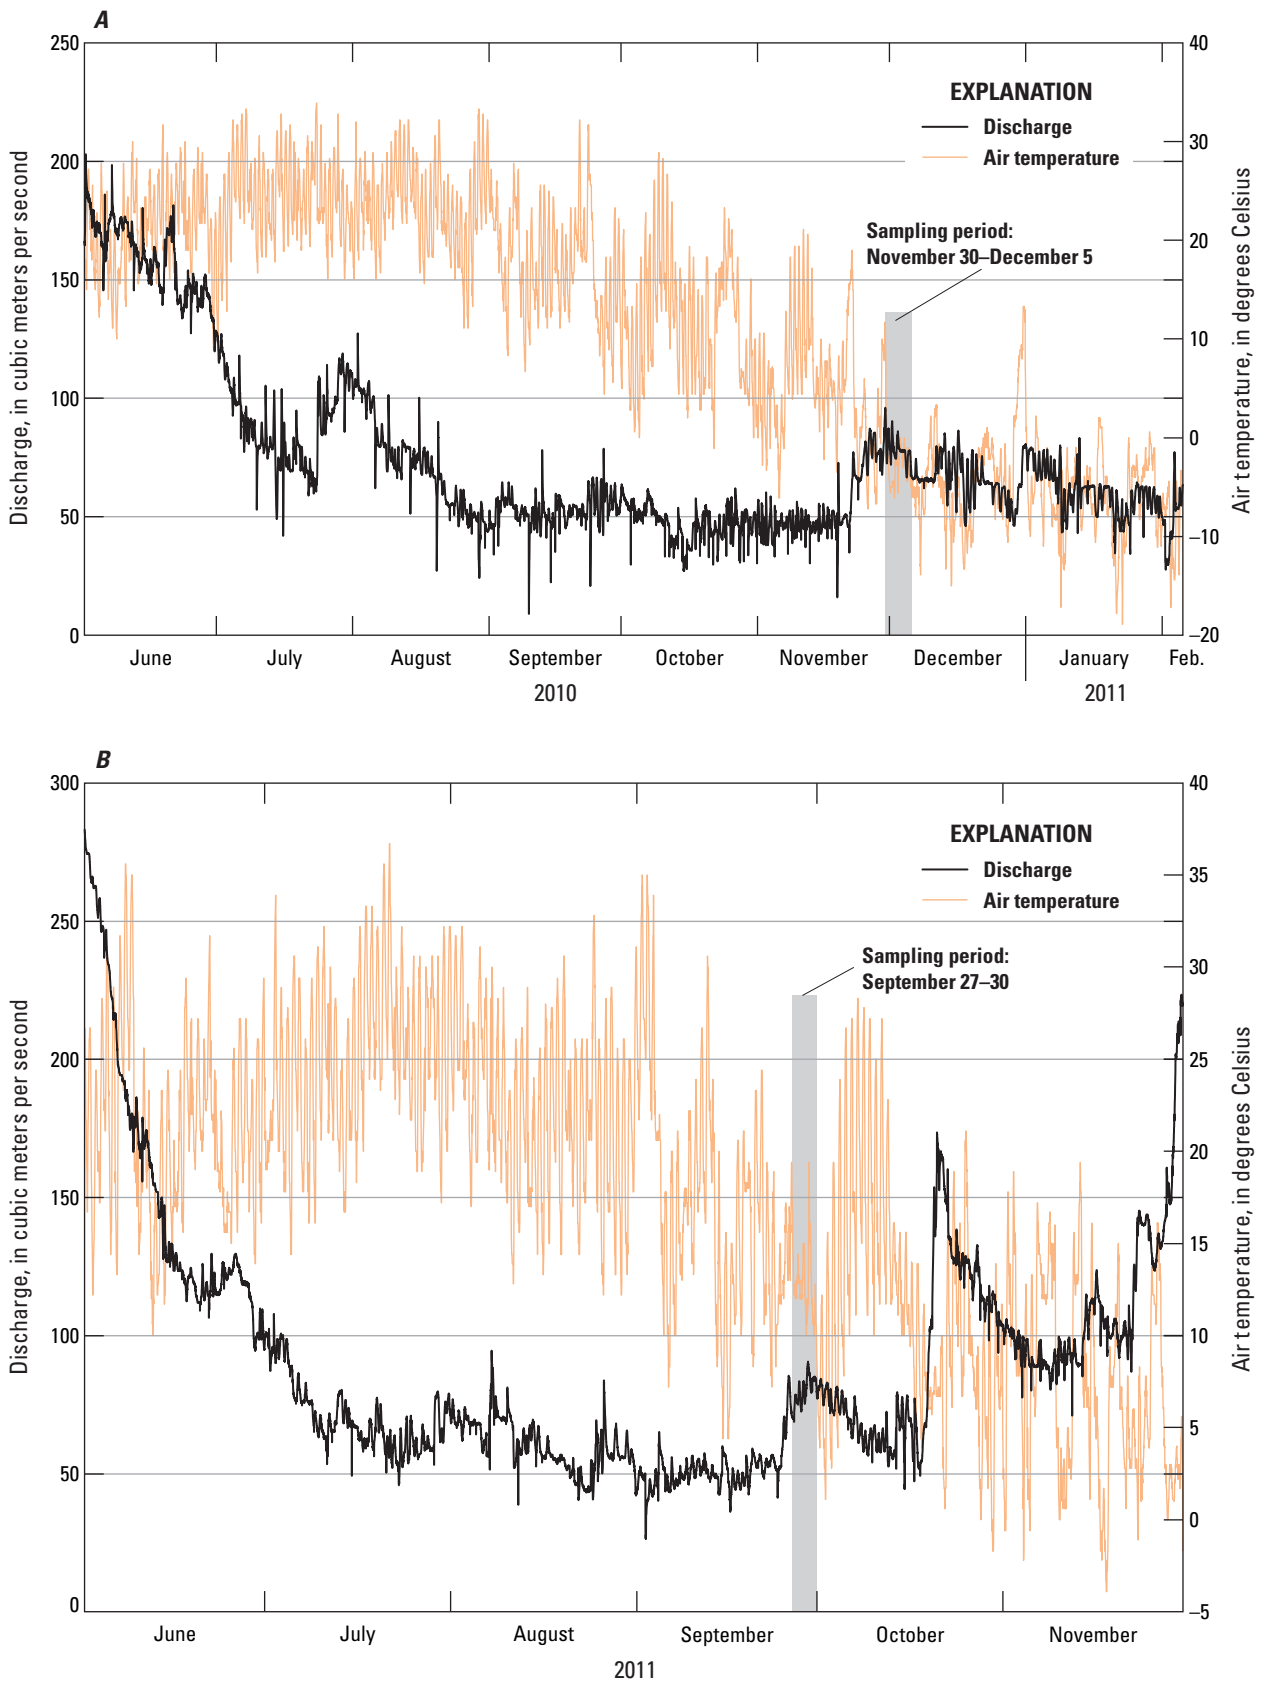 A
250
200
150
100
50
0
Discharge, in cubic meters per second
40
30
20
10
0
–10
–20
Air temperature, in degrees Celsius
EXPLANATION
Discharge
Air temperature
Sampling period:
November 30–December 5
June July August September October November December January Feb.
2010 2011
B
300
250
200
150
100
50
0
Discharge, in cubic meters per second
40
35
30
25
20
15
10
5
0
–5
Air temperature, in degrees Celsius
EXPLANATION
Discharge
Air temperature
Sampling period:
September 27–30
June July August September October November
2011